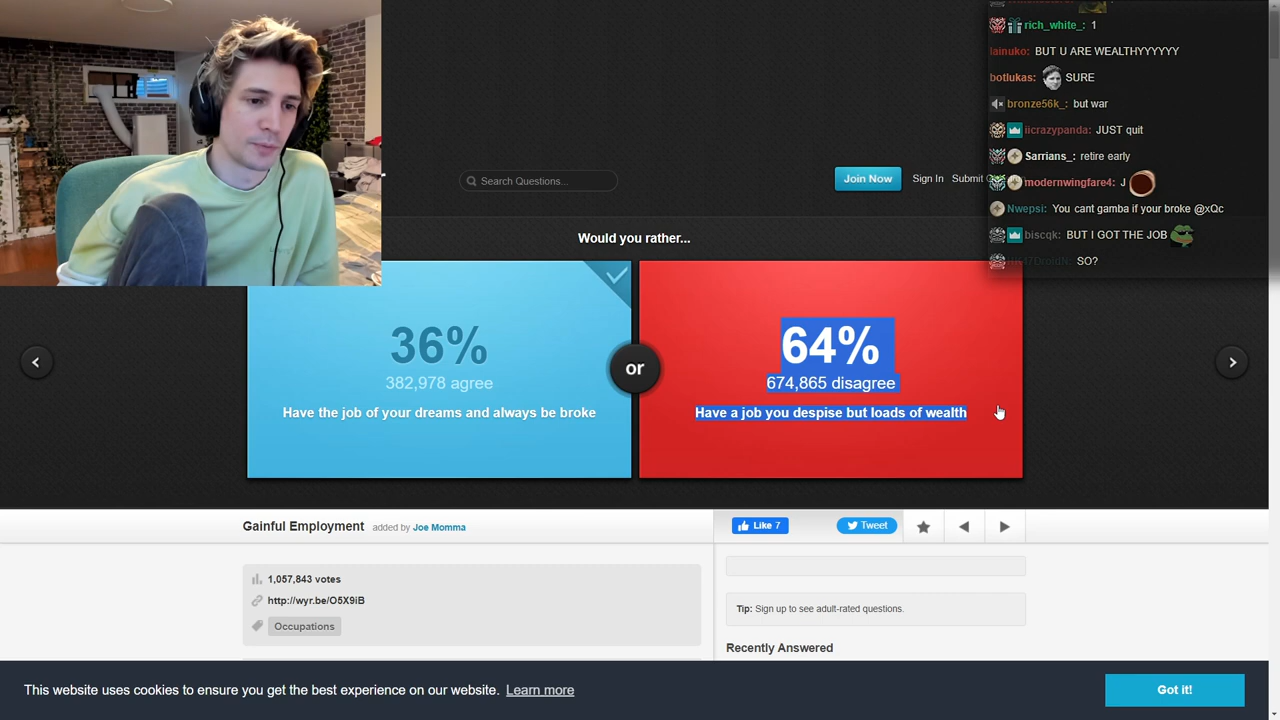 rich_white_: 1
lainuko: BUT U ARE WEALTHYYYYYY
botlukas: SURE
bronze56k_: but war
iicrazypanda: JUST quit
Sarrians_: retire early
modernwingfare4: J
Nwepsi: You cant gamba if your broke @xQc
biscqk: BUT I GOT THE JOB
SO?
Search Questions...
Join Now
Sign In
Submit
Would you rather...
36%
382,978 agree
Have the job of your dreams and always be broke
or
64%
674,865 disagree
Have a job you despise but loads of wealth
Gainful Employment added by Joe Momma
Like 7
Tweet
1,057,843 votes
http://wyr.be/O5X9iB
Occupations
Tip: Sign up to see adult-rated questions.
Recently Answered
This website uses cookies to ensure you get the best experience on our website. Learn more
Got it!